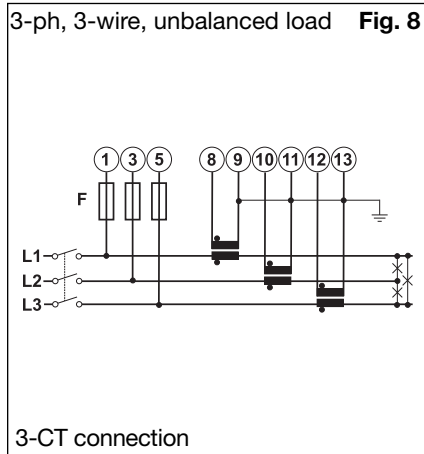 3-ph, 3-wire, unbalanced load Fig. 8
1 3 5 8 9 10 11 12 13
F
L1
L2
L3
3-CT connection